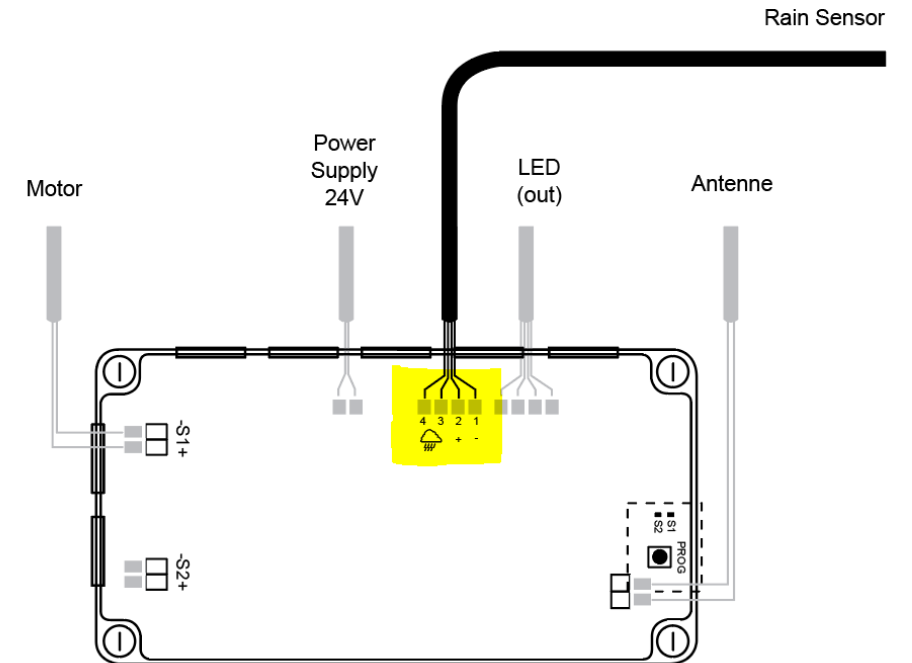 Rain Sensor
Power
Supply
24V
LED
(out)
Antenne
Motor
4 3 2 1
+ -
-S1+
-S2+
S2 S1
PROG